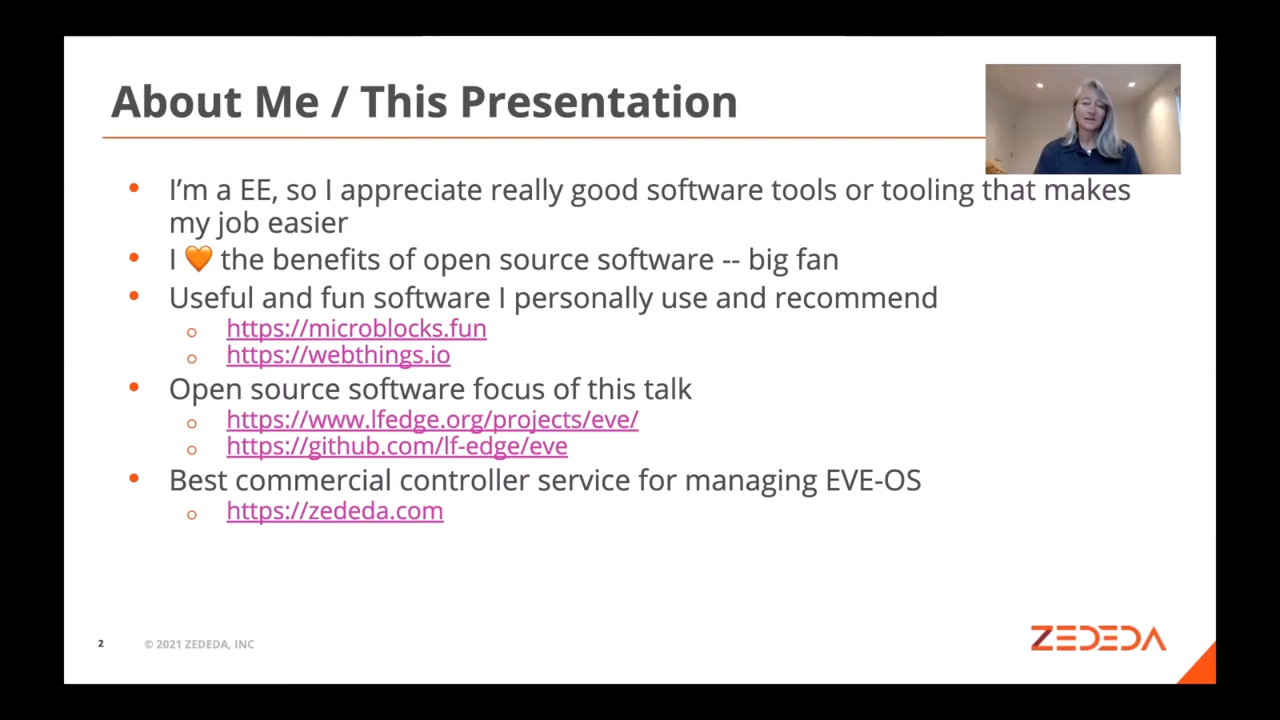 About Me / This Presentation
• I’m a EE, so I appreciate really good software tools or tooling that makes
my job easier
• I 🧡 the benefits of open source software -- big fan
• Useful and fun software I personally use and recommend
○ https://microblocks.fun
○ https://webthings.io
• Open source software focus of this talk
○ https://www.lfedge.org/projects/eve/
○ https://github.com/lf-edge/eve
• Best commercial controller service for managing EVE-OS
○ https://zededa.com
2 © 2021 ZEDEDA, INC
ZEDEDA